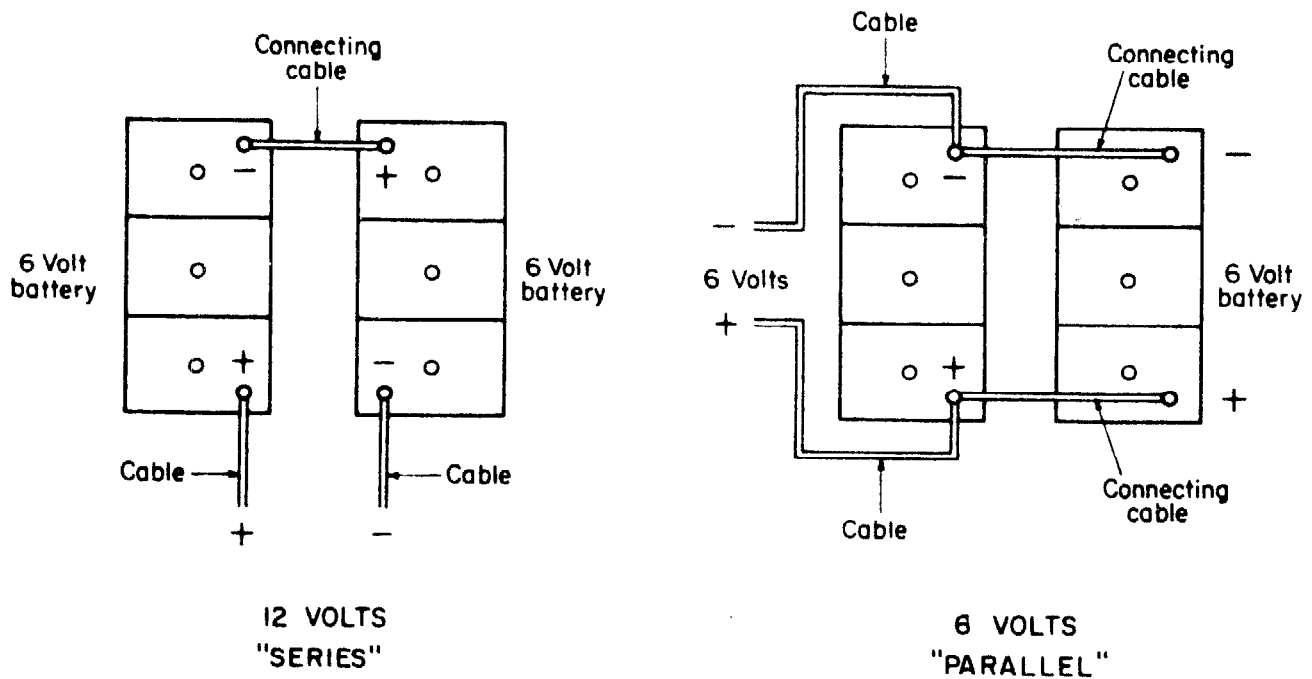 Connecting
cable
−
+
6 Volt
battery
6 Volt
battery
+
−
Cable
Cable
+
−
12 VOLTS
"SERIES"
Cable
Connecting
cable
−
−
−
6 Volts
+
6 Volt
battery
+
+
Connecting
cable
Cable
6 VOLTS
"PARALLEL"